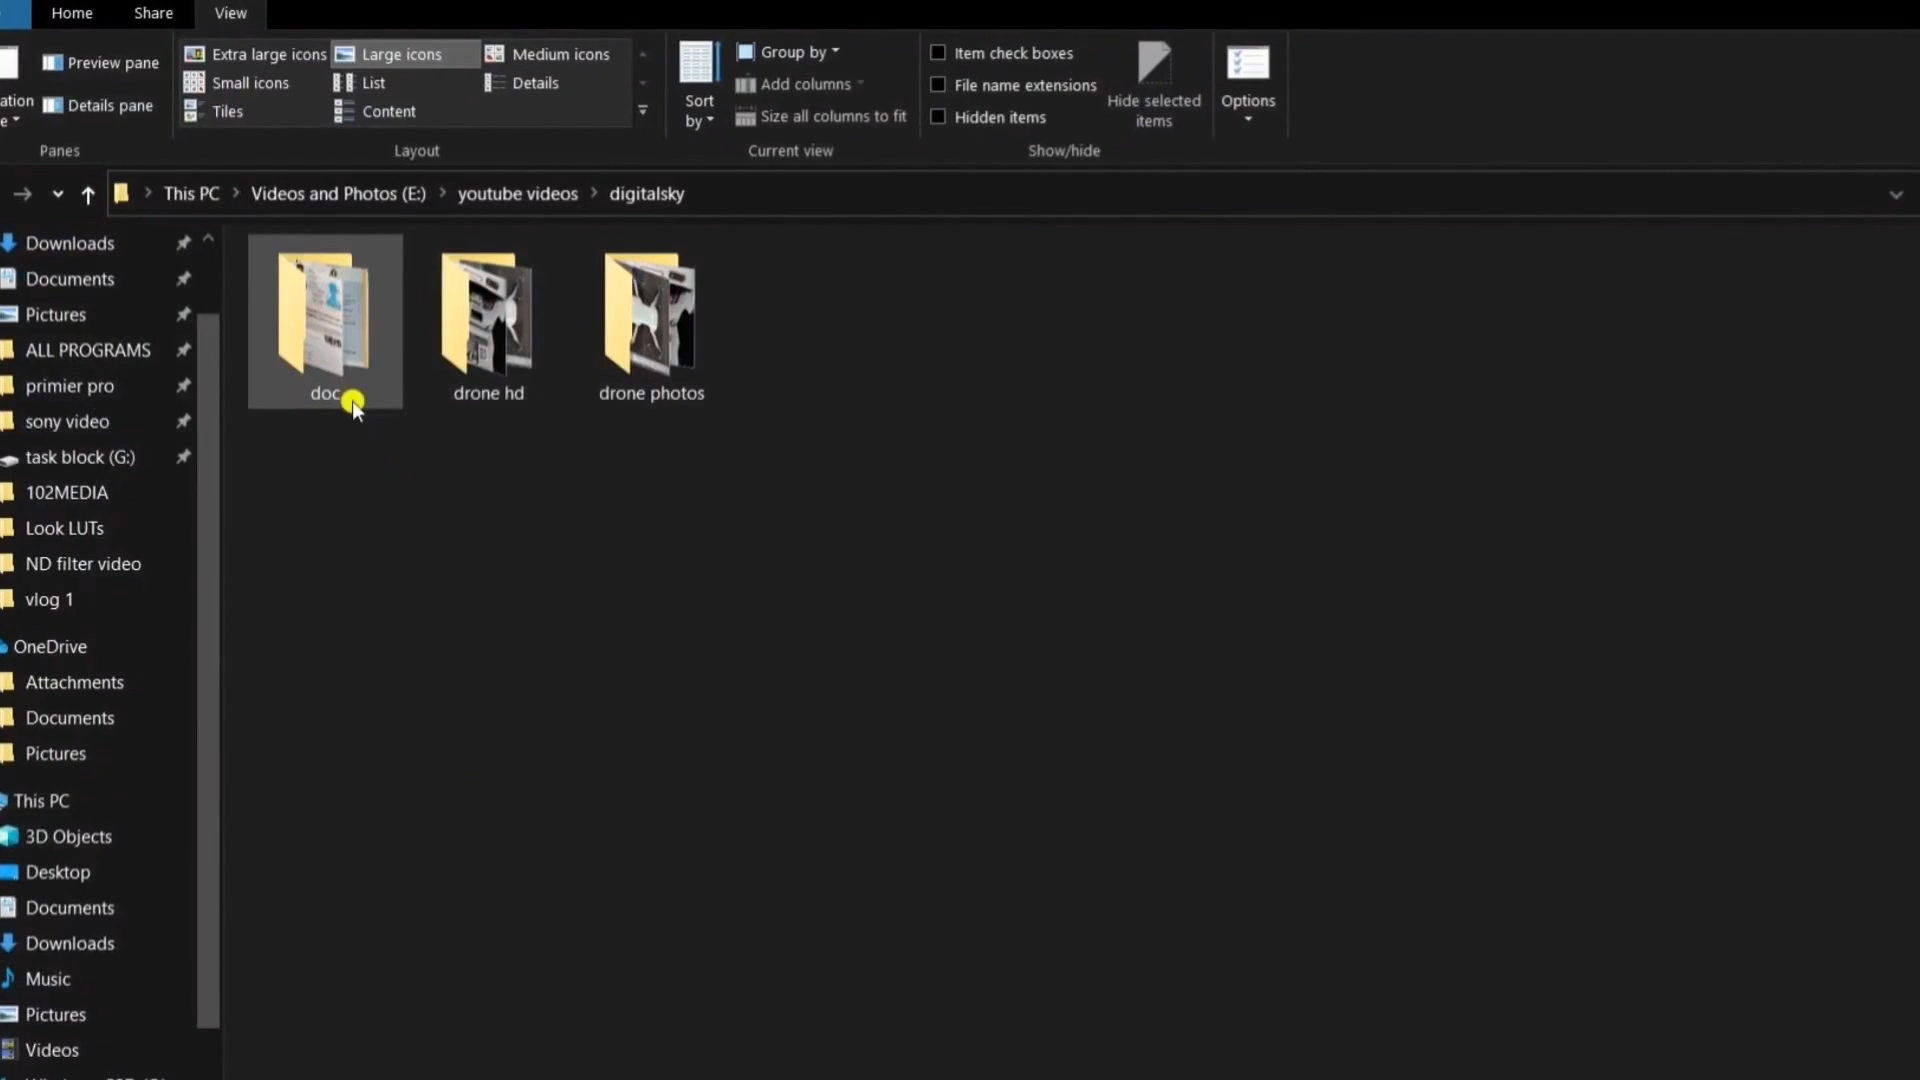 Home Share View
Preview pane
ation
Details pane
Panes
Extra large icons Large icons Medium icons
Small icons List Details
Tiles Content
Layout
Sort by
Group by
Add columns
Size all columns to fit
Current view
Item check boxes
File name extensions
Hidden items
Hide selected items
Show/hide
Options
This PC Videos and Photos (E:) youtube videos digitalsky
Downloads
Documents
Pictures
ALL PROGRAMS
primier pro
sony video
task block (G:)
102MEDIA
Look LUTs
ND filter video
vlog 1
OneDrive
Attachments
Documents
Pictures
This PC
3D Objects
Desktop
Documents
Downloads
Music
Pictures
Videos
doc drone hd drone photos